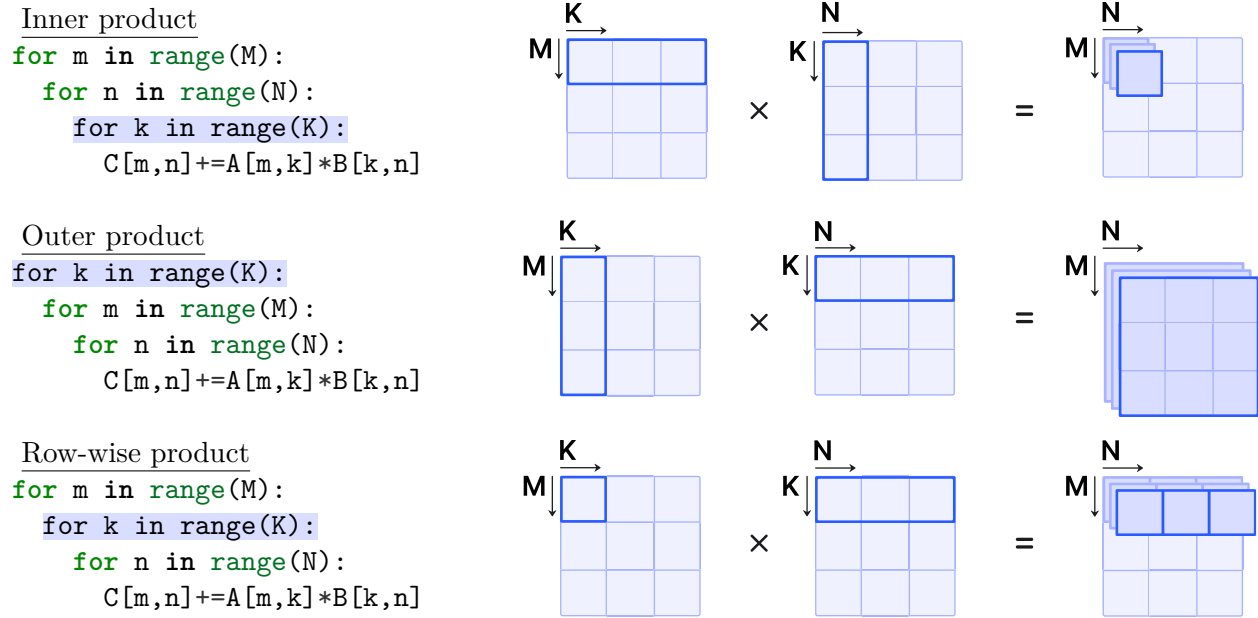 Inner product
for m in range(M):
for n in range(N):
for k in range(K):
C[m,n]+=A[m,k]*B[k,n]
K
M
×
N
K
=
N
M
Outer product
for k in range(K):
for m in range(M):
for n in range(N):
C[m,n]+=A[m,k]*B[k,n]
K
M
×
N
K
=
N
M
Row-wise product
for m in range(M):
for k in range(K):
for n in range(N):
C[m,n]+=A[m,k]*B[k,n]
K
M
×
N
K
=
N
M